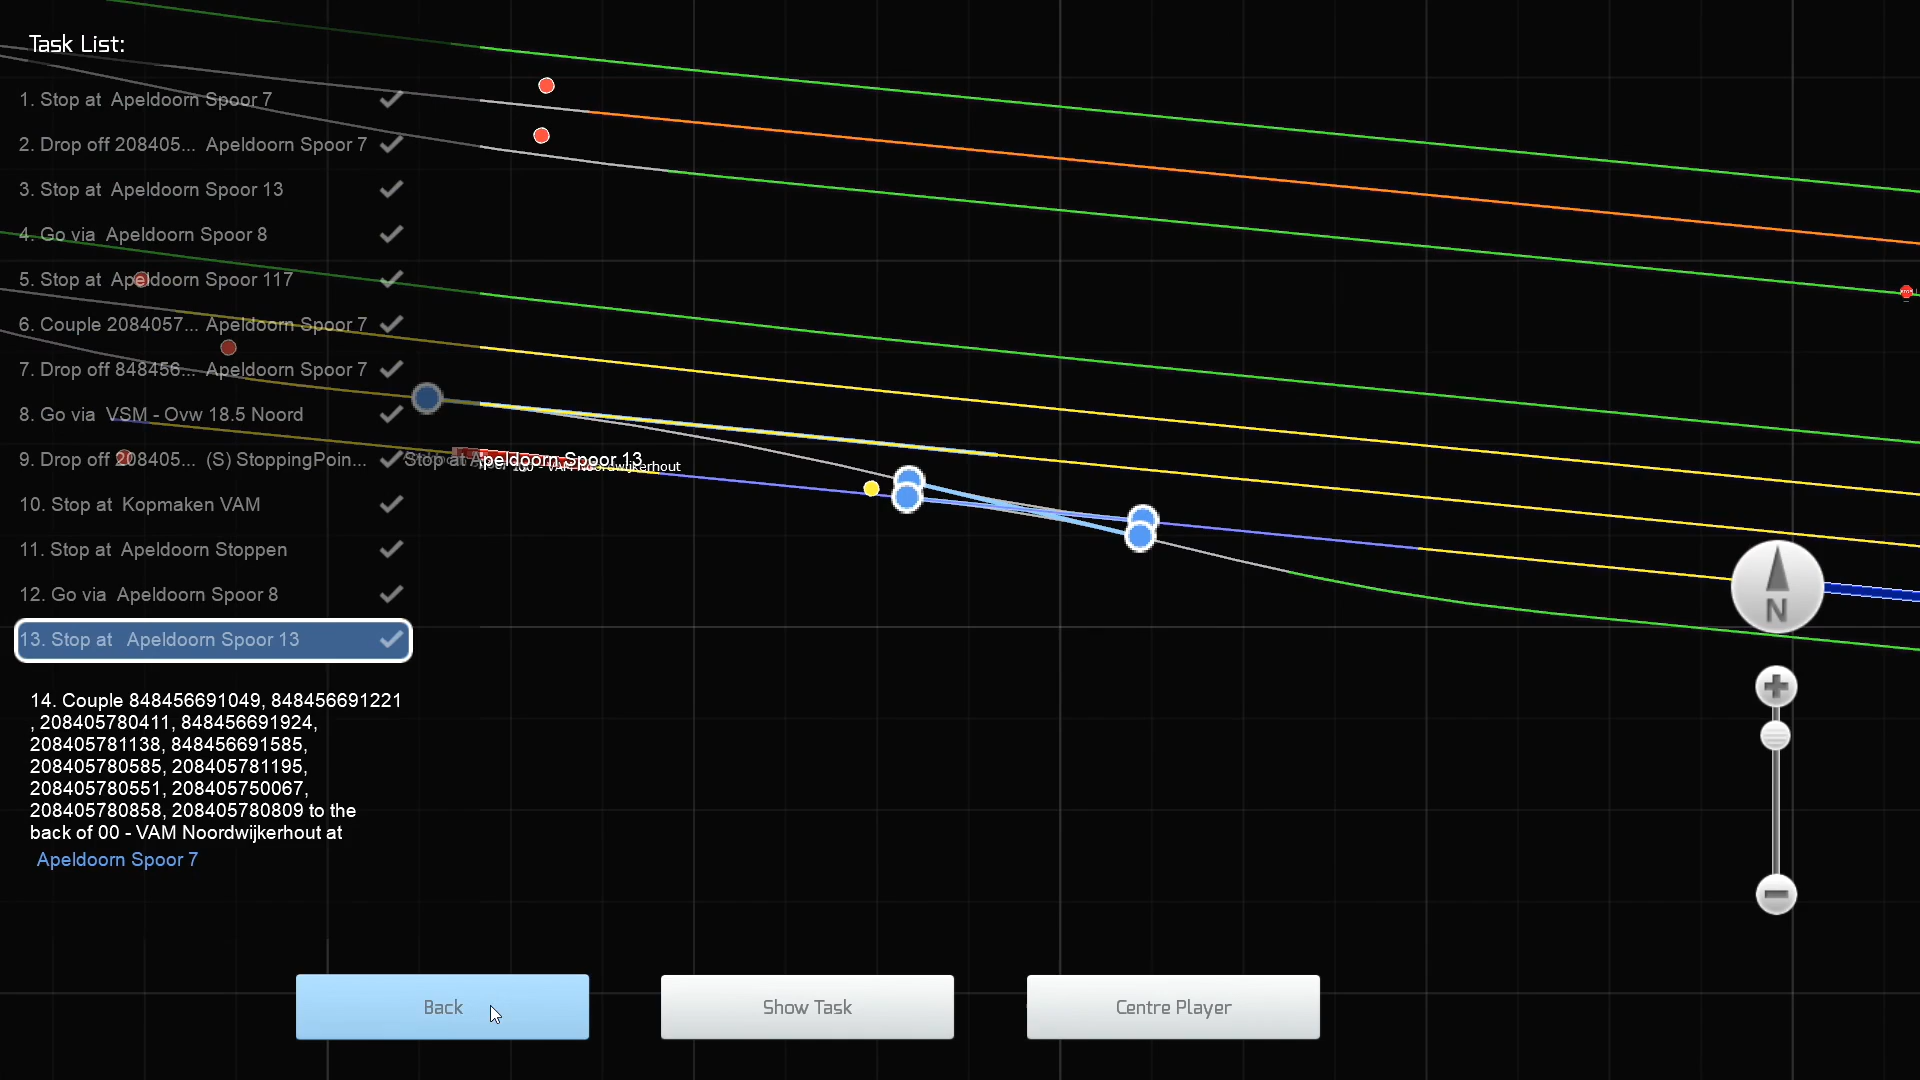 Task List:
1. Stop at Apeldoorn Spoor 7
2. Drop off 208405... Apeldoorn Spoor 7
3. Stop at Apeldoorn Spoor 13
4. Go via Apeldoorn Spoor 8
5. Stop at Apeldoorn Spoor 117
6. Couple 2084057... Apeldoorn Spoor 7
7. Drop off 848456... Apeldoorn Spoor 7
8. Go via VSM - Ovw 18.5 Noord
9. Drop off 208405... (S) StoppingPoin...
Stop at Apeldoorn Spoor 13
VAM Noordwijkerhout
10. Stop at Kopmaken VAM
11. Stop at Apeldoorn Stoppen
12. Go via Apeldoorn Spoor 8
13. Stop at Apeldoorn Spoor 13
14. Couple 848456691049, 848456691221
, 208405780411, 848456691924,
208405781138, 848456691585,
208405780585, 208405781195,
208405780551, 208405750067,
208405780858, 208405780809 to the
back of 00 - VAM Noordwijkerhout at
Apeldoorn Spoor 7
N
Back
Show Task
Centre Player